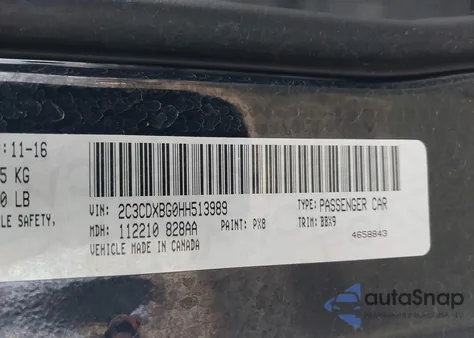 :11-16
5 KG
0 LB
LE SAFETY,
VIN: 2C3CDXBG0HH513989
TYPE: PASSENGER CAR
MDH: 112210 828AA
PAINT: PX8
TRIM: BBX9
VEHICLE MADE IN CANADA
4658843
autoSnap